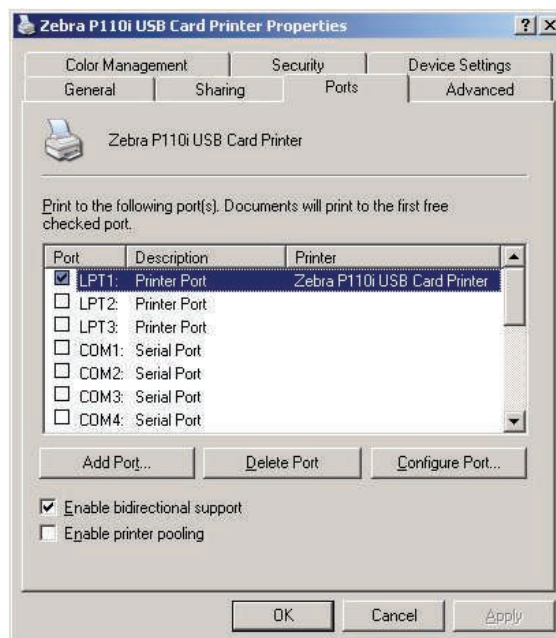 Zebra P110i USB Card Printer Properties
Color Management Security Device Settings
General Sharing Ports Advanced
Zebra P110i USB Card Printer
Print to the following port(s). Documents will print to the first free
checked port.
Port Description Printer
LPT1: Printer Port Zebra P110i USB Card Printer
LPT2: Printer Port
LPT3: Printer Port
COM1: Serial Port
COM2: Serial Port
COM3: Serial Port
COM4: Serial Port
Add Port... Delete Port Configure Port...
Enable bidirectional support
Enable printer pooling
OK Cancel Apply